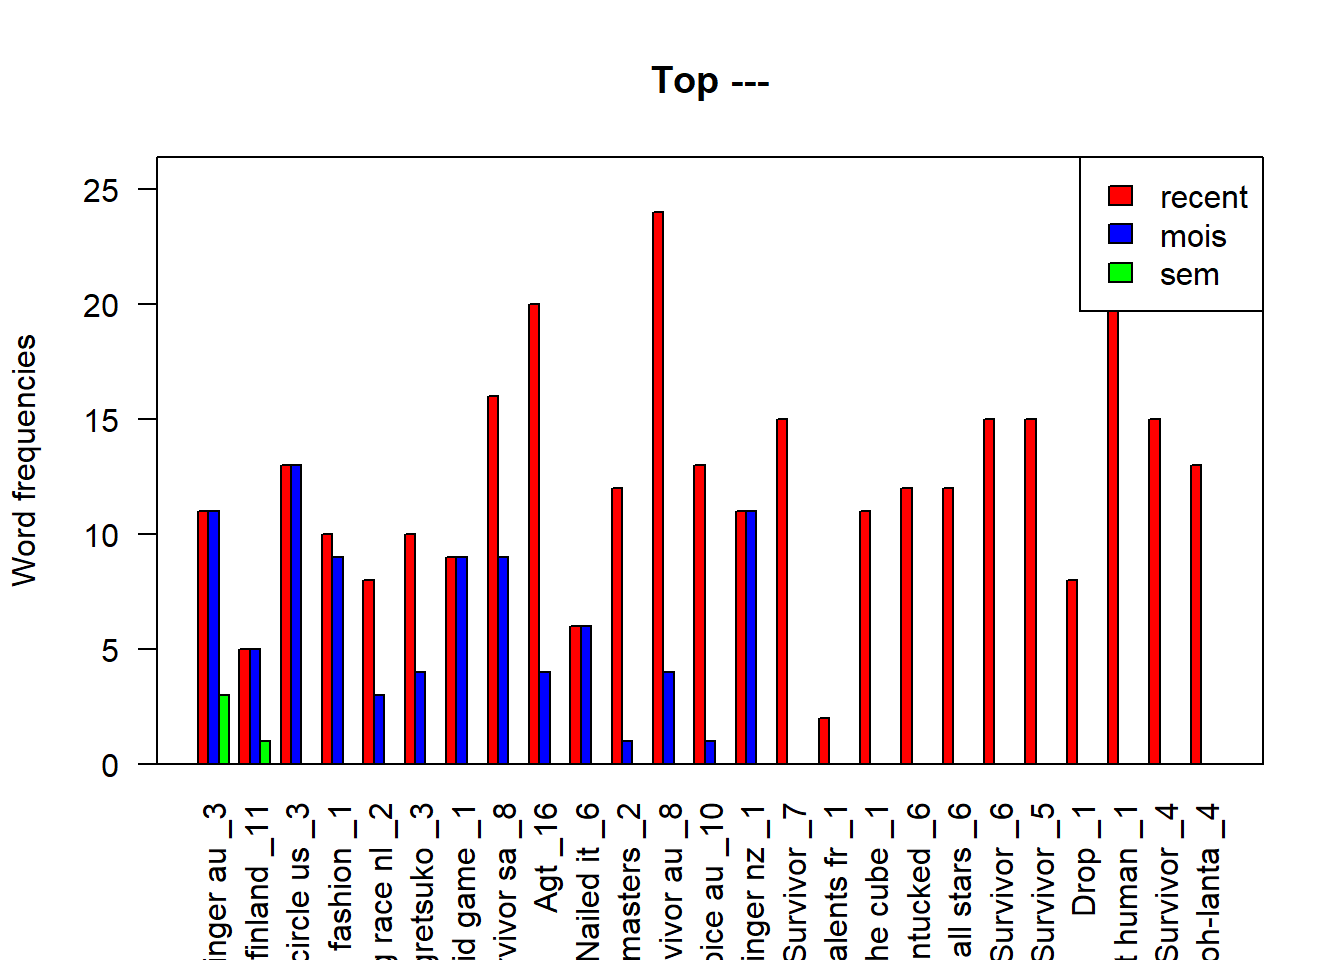 Top ---
Word frequencies
25
20
15
10
5
0
recent
mois
sem
inger au _3
finland _11
circle us _3
fashion _1
g race nl _2
gretsuko _3
id game _1
rvivor sa _8
Agt _16
Nailed it _6
masters _2
vivor au _8
oice au _10
inger nz _1
Survivor _7
alents fr _1
he cube _1
ntucked _6
all stars _6
Survivor _6
Survivor _5
Drop _1
t human _1
Survivor _4
oh-lanta _4